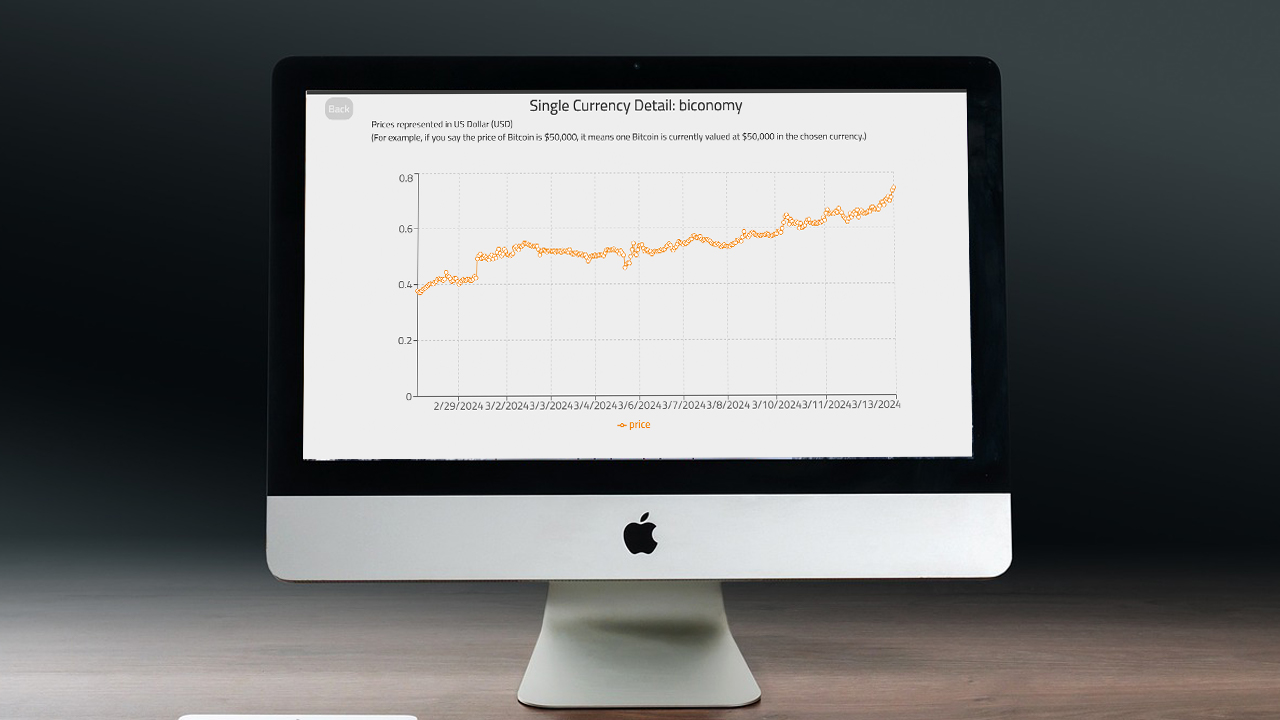 Back
Single Currency Detail: biconomy
Prices represented in US Dollar (USD)
(For example, if you say the price of Bitcoin is $50,000, it means one Bitcoin is currently valued at $50,000 in the chosen currency.)
0.8
0.6
0.4
0.2
0
2/29/2024 3/2/2024 3/3/2024 3/4/2024 3/6/2024 3/7/2024 3/8/2024 3/10/2024 3/11/2024 3/13/2024
price